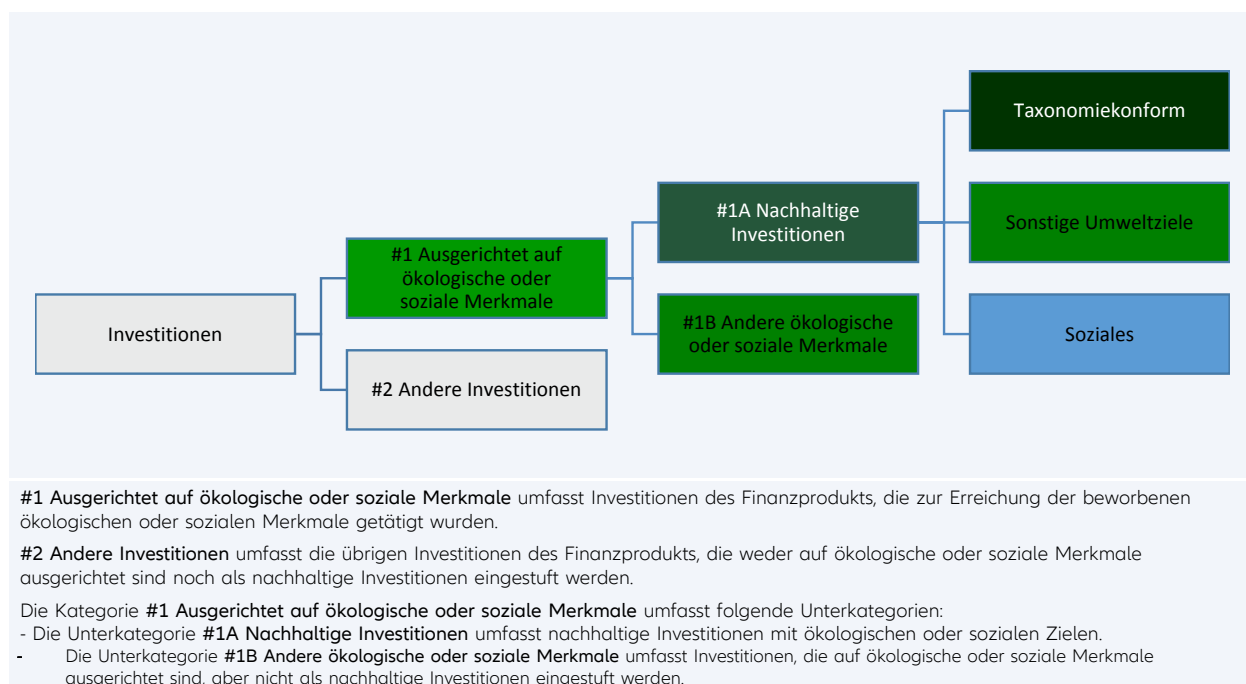 Taxonomiekonform
#1A Nachhaltige
Investitionen
Sonstige Umweltziele
#1 Ausgerichtet auf
ökologische oder
soziale Merkmale
Investitionen
#1B Andere ökologische
oder soziale Merkmale
Soziales
#2 Andere Investitionen
#1 Ausgerichtet auf ökologische oder soziale Merkmale umfasst Investitionen des Finanzprodukts, die zur Erreichung der beworbenen
ökologischen oder sozialen Merkmale getätigt wurden.
#2 Andere Investitionen umfasst die übrigen Investitionen des Finanzprodukts, die weder auf ökologische oder soziale Merkmale
ausgerichtet sind noch als nachhaltige Investitionen eingestuft werden.
Die Kategorie #1 Ausgerichtet auf ökologische oder soziale Merkmale umfasst folgende Unterkategorien:
- Die Unterkategorie #1A Nachhaltige Investitionen umfasst nachhaltige Investitionen mit ökologischen oder sozialen Zielen.
- Die Unterkategorie #1B Andere ökologische oder soziale Merkmale umfasst Investitionen, die auf ökologische oder soziale Merkmale
ausgerichtet sind, aber nicht als nachhaltige Investitionen eingestuft werden.